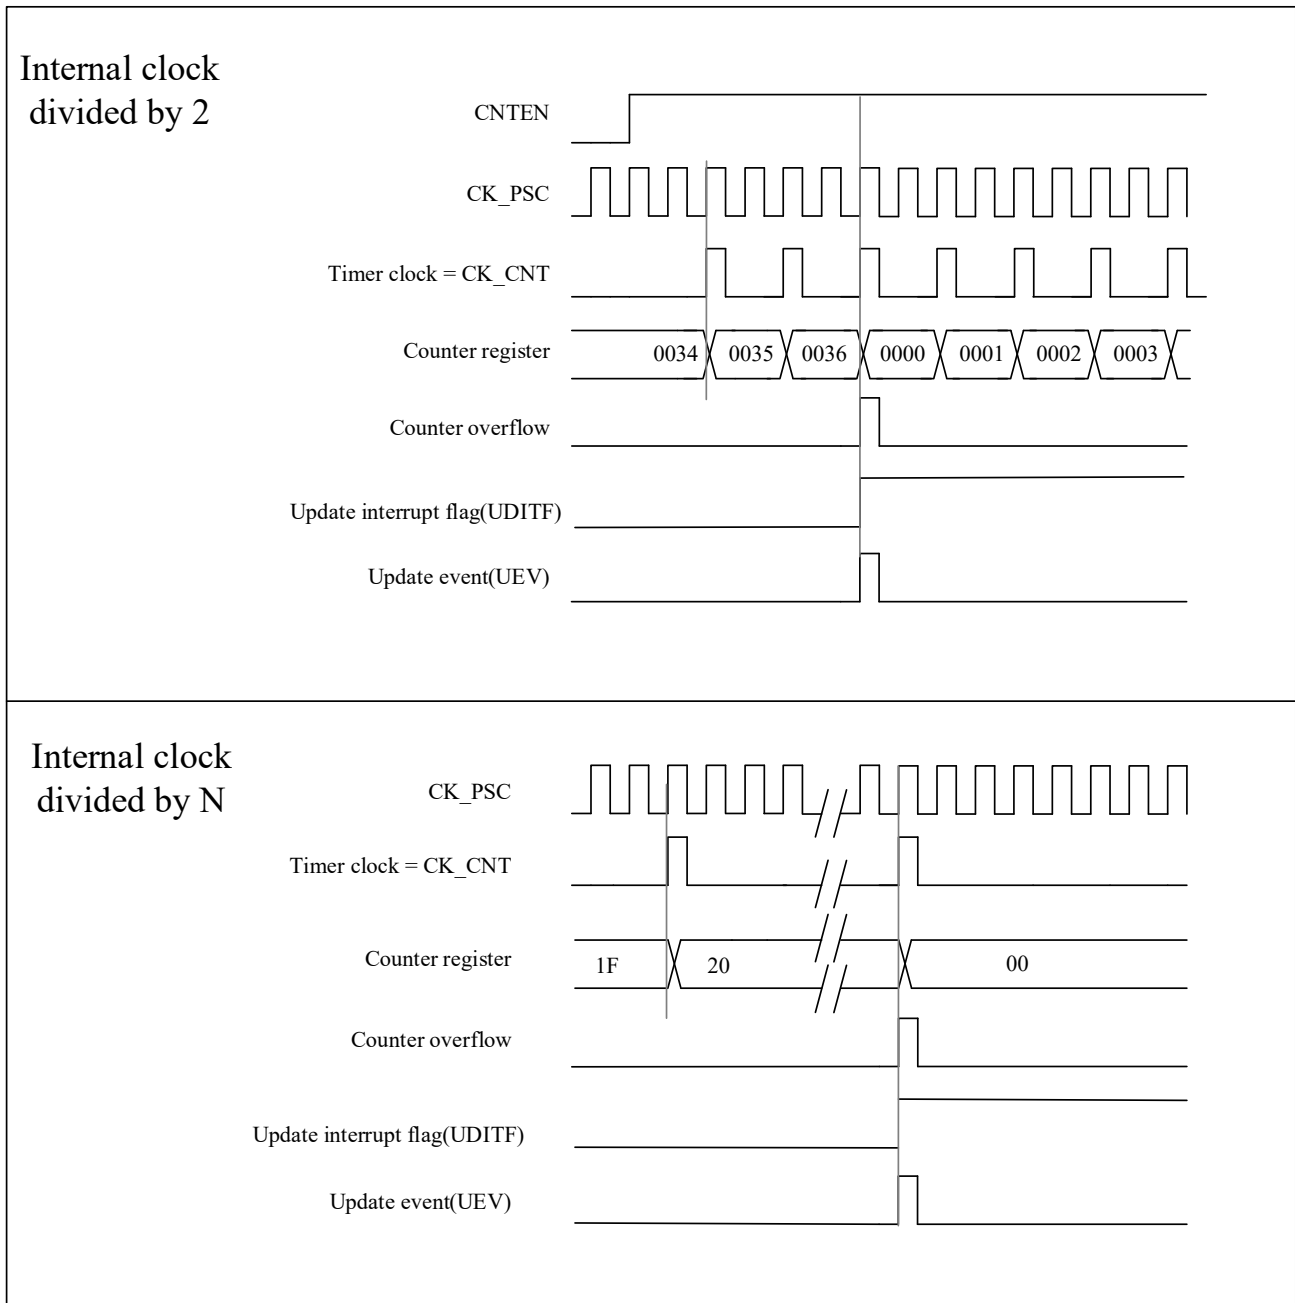 Internal clock
divided by 2
CNTEN
CK_PSC
Timer clock = CK_CNT
Counter register
0034 0035 0036 0000 0001 0002 0003
Counter overflow
Update interrupt flag(UDITF)
Update event(UEV)
Internal clock
divided by N
CK_PSC
Timer clock = CK_CNT
Counter register
1F 20 00
Counter overflow
Update interrupt flag(UDITF)
Update event(UEV)